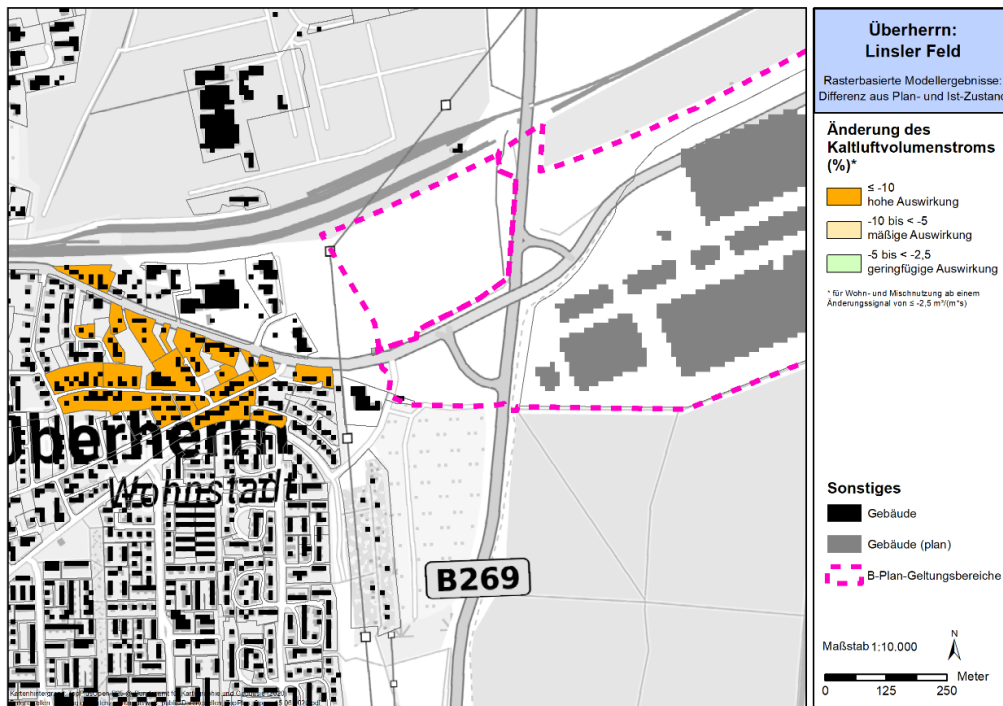 Überherrn:
Linsler Feld
Rasterbasierte Modellergebnisse:
Differenz aus Plan- und Ist-Zustand
Änderung des
Kaltluftvolumenstroms
(%)*
≤ -10
hohe Auswirkung
-10 bis < -5
mäßige Auswirkung
-5 bis < -2,5
geringfügige Auswirkung
* für Wohn- und Mischnutzung ab einem
Änderungssignal von ≤ -2,5 m³/(m*s)
Überherrn
Wohnstadt
B269
Sonstiges
Gebäude
Gebäude (plan)
B-Plan-Geltungsbereiche
Maßstab 1:10.000
N
Meter
0 125 250